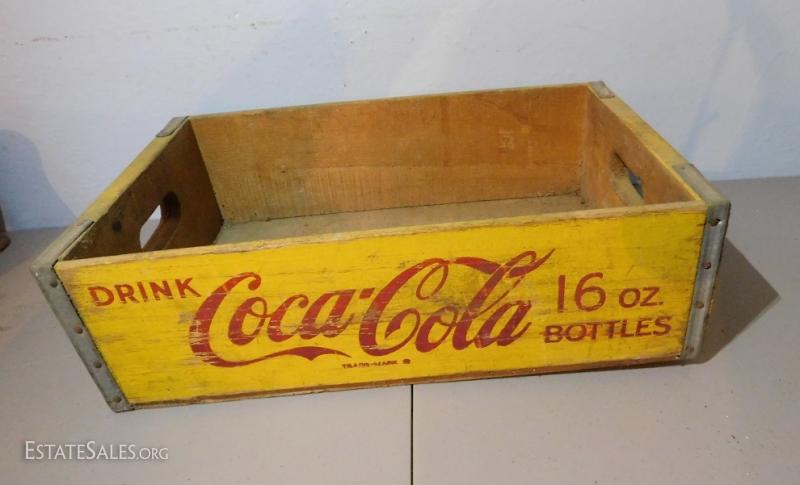 DRINK Coca-Cola 16 OZ.
BOTTLES
TRADE-MARK ®
ESTATESALES.ORG